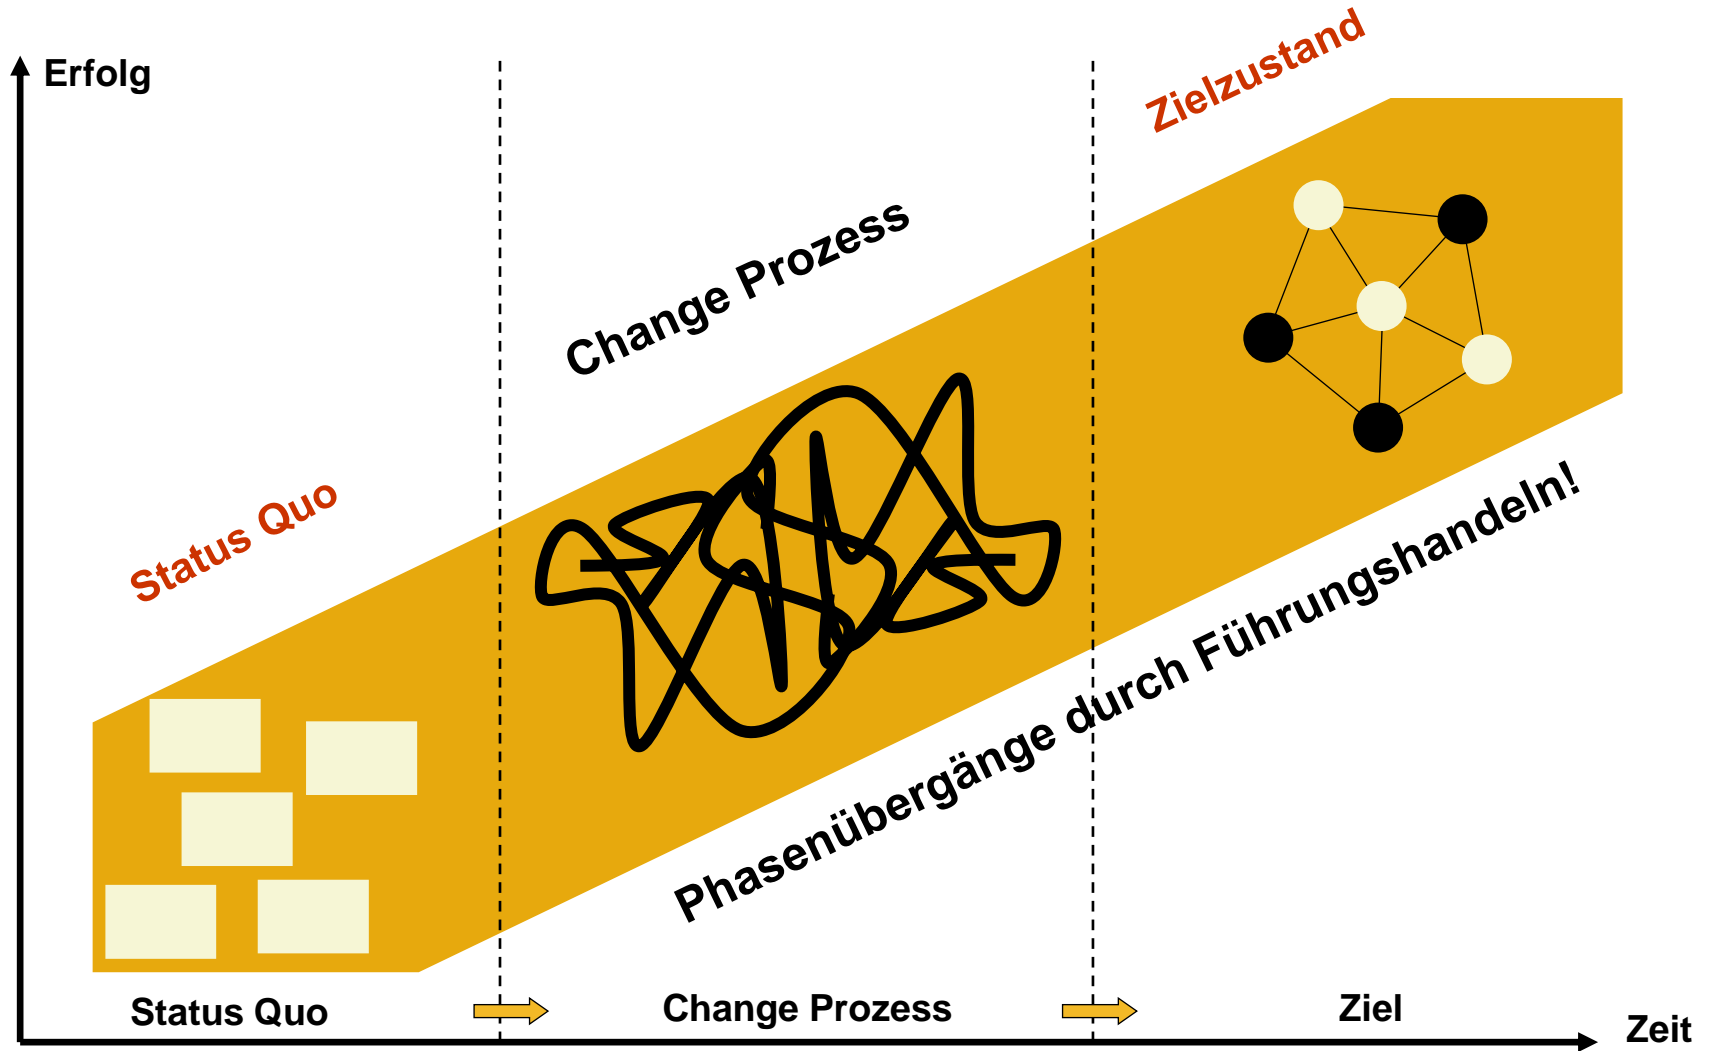 Erfolg
Zielzustand
Change Prozess
Status Quo
Phasenübergänge durch Führungshandeln!
Status Quo
Change Prozess
Ziel
Zeit